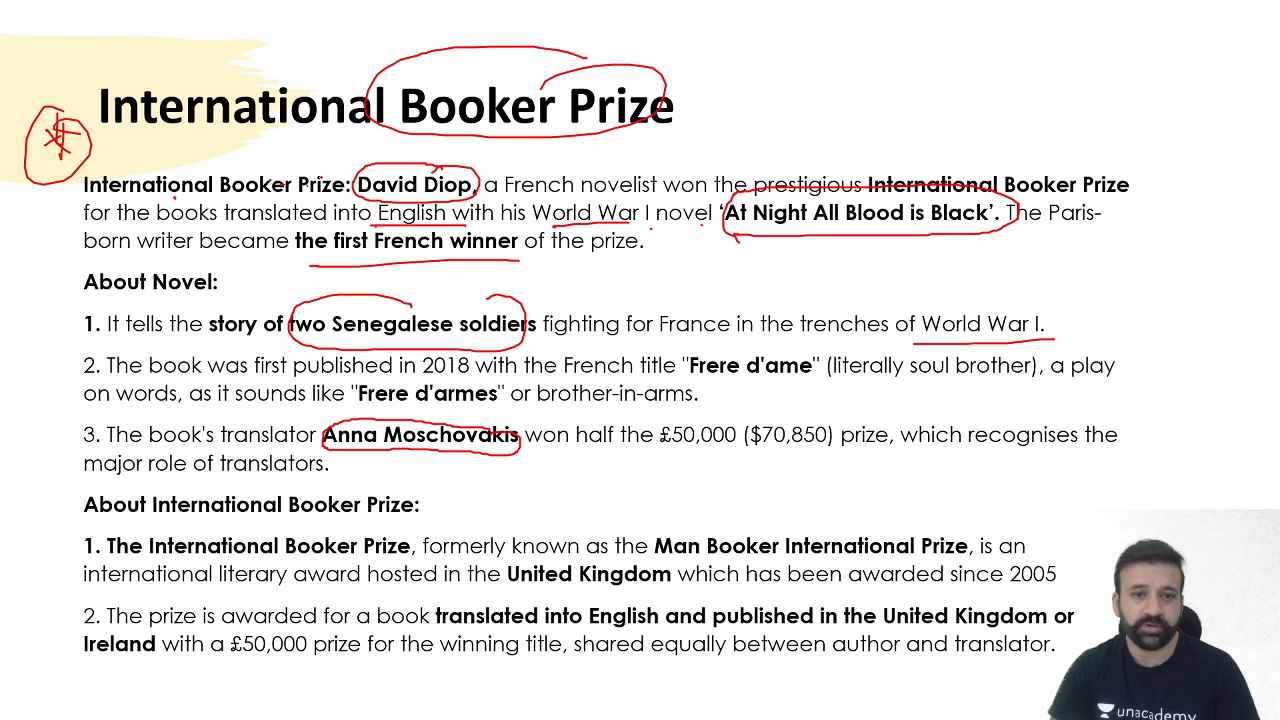 International Booker Prize
International Booker Prize: David Diop, a French novelist won the prestigious International Booker Prize
for the books translated into English with his World War I novel ‘At Night All Blood is Black’. The Paris-
born writer became the first French winner of the prize.
About Novel:
1. It tells the story of two Senegalese soldiers fighting for France in the trenches of World War I.
2. The book was first published in 2018 with the French title "Frere d'ame" (literally soul brother), a play
on words, as it sounds like "Frere d'armes" or brother-in-arms.
3. The book's translator Anna Moschovakis won half the £50,000 ($70,850) prize, which recognises the
major role of translators.
About International Booker Prize:
1. The International Booker Prize, formerly known as the Man Booker International Prize, is an
international literary award hosted in the United Kingdom which has been awarded since 2005
2. The prize is awarded for a book translated into English and published in the United Kingdom or
Ireland with a £50,000 prize for the winning title, shared equally between author and translator.
unacademy